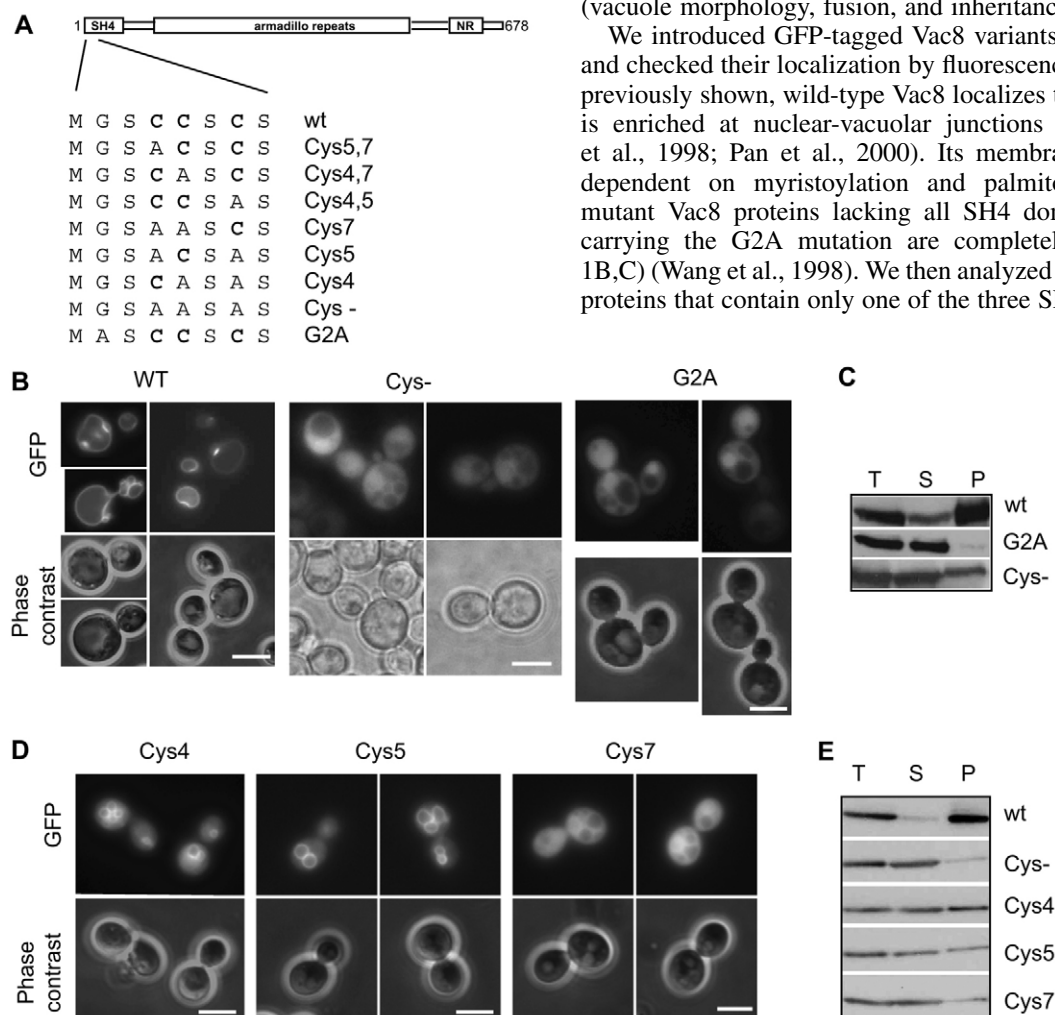 A
1 SH4 armadillo repeats NR 678
M G S C C S C S wt
M G S A C S C S Cys5,7
M G S C A S C S Cys4,7
M G S C C S A S Cys4,5
M G S A A S C S Cys7
M G S A C S A S Cys5
M G S C A S A S Cys4
M G S A A S A S Cys -
M A S C C S C S G2A
(vacuole morphology, fusion, and inheritance
We introduced GFP-tagged Vac8 variants
and checked their localization by fluorescen
previously shown, wild-type Vac8 localizes t
is enriched at nuclear-vacuolar junctions
et al., 1998; Pan et al., 2000). Its membra
dependent on myristoylation and palmito
mutant Vac8 proteins lacking all SH4 dom
carrying the G2A mutation are completel
1B,C) (Wang et al., 1998). We then analyzed
proteins that contain only one of the three S
B
WT Cys- G2A
GFP
Phase
contrast
C
T S P
wt
G2A
Cys-
D
Cys4 Cys5 Cys7
GFP
Phase
contrast
E
T S P
wt
Cys-
Cys4
Cys5
Cys7